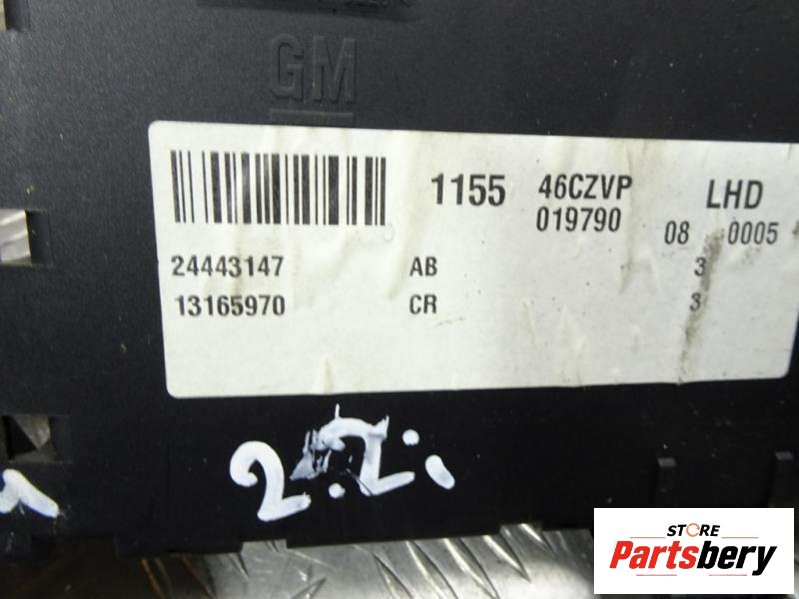 GM
1155 46CZVP LHD
019790 08 0005
24443147 AB 3
13165970 CR 3
2.2i
STORE
Partsbery